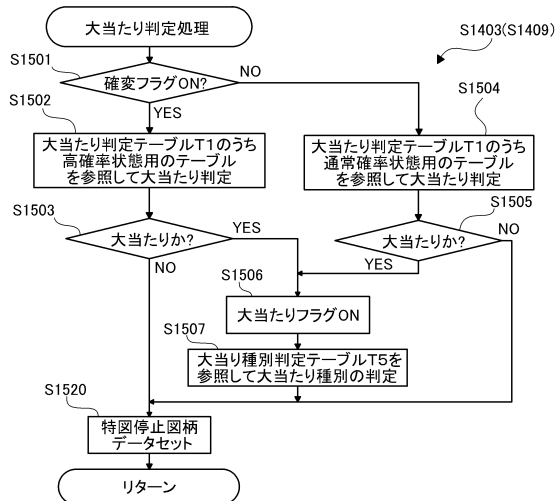 大当たり判定処理
S1403(S1409)
S1501
確変フラグON?
NO
YES
S1502
大当たり判定テーブルT1のうち
高確率状態用のテーブル
を参照して大当たり判定
S1504
大当たり判定テーブルT1のうち
通常確率状態用のテーブル
を参照して大当たり判定
S1503
大当たりか?
YES
NO
S1505
大当たりか?
NO
YES
S1506
大当たりフラグON
S1507
大当り種別判定テーブルT5を
参照して大当たり種別の判定
S1520
特図停止図柄
データセット
リターン